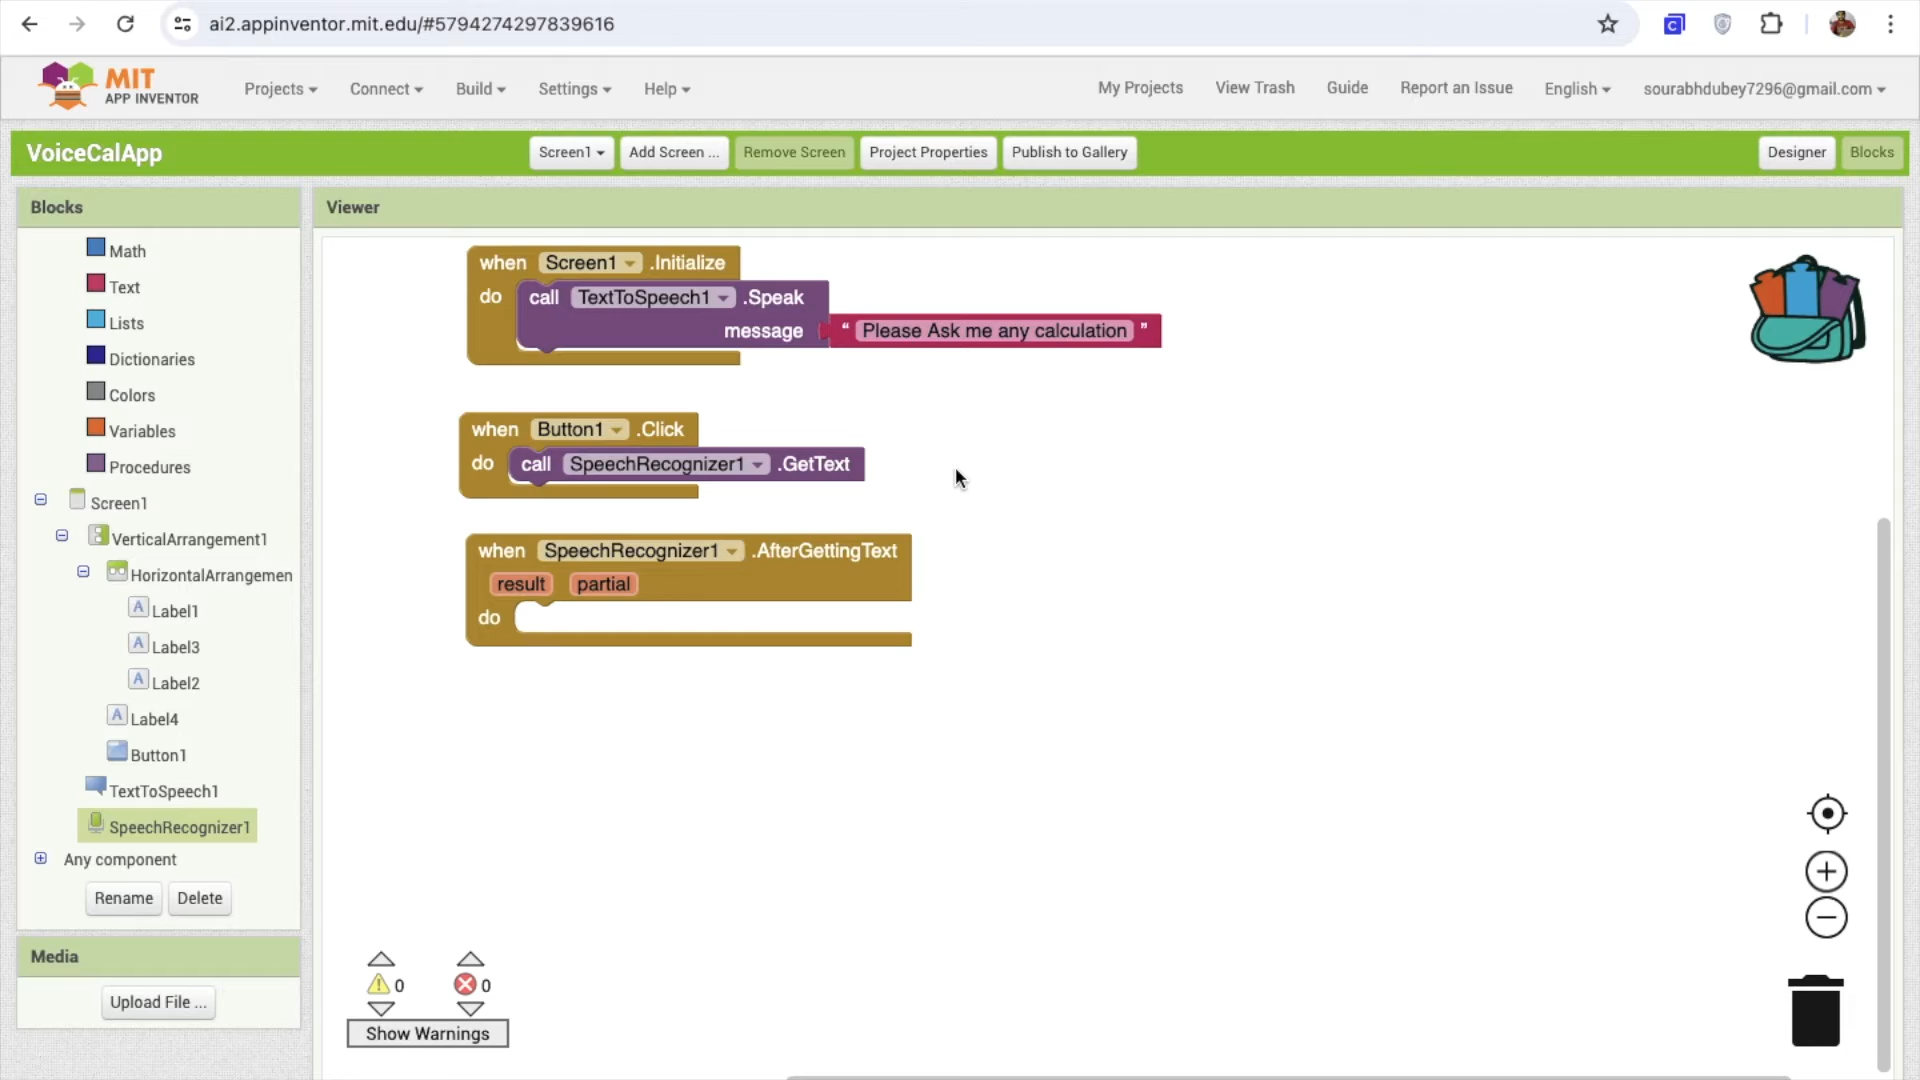 ai2.appinventor.mit.edu/#5794274297839616
MIT
APP INVENTOR
Projects
Connect
Build
Settings
Help
My Projects
View Trash
Guide
Report an Issue
English
sourabhdubey7296@gmail.com
VoiceCalApp
Screen1
Add Screen ...
Remove Screen
Project Properties
Publish to Gallery
Designer
Blocks
Blocks
Math
Text
Lists
Dictionaries
Colors
Variables
Procedures
Screen1
VerticalArrangement1
HorizontalArrangemen
A Label1
A Label3
A Label2
A Label4
Button1
TextToSpeech1
SpeechRecognizer1
Any component
Rename
Delete
Media
Upload File ...
Viewer
when Screen1 .Initialize
do call TextToSpeech1 .Speak
message “ Please Ask me any calculation ”
when Button1 .Click
do call SpeechRecognizer1 .GetText
when SpeechRecognizer1 .AfterGettingText
result partial
do
0 0
Show Warnings